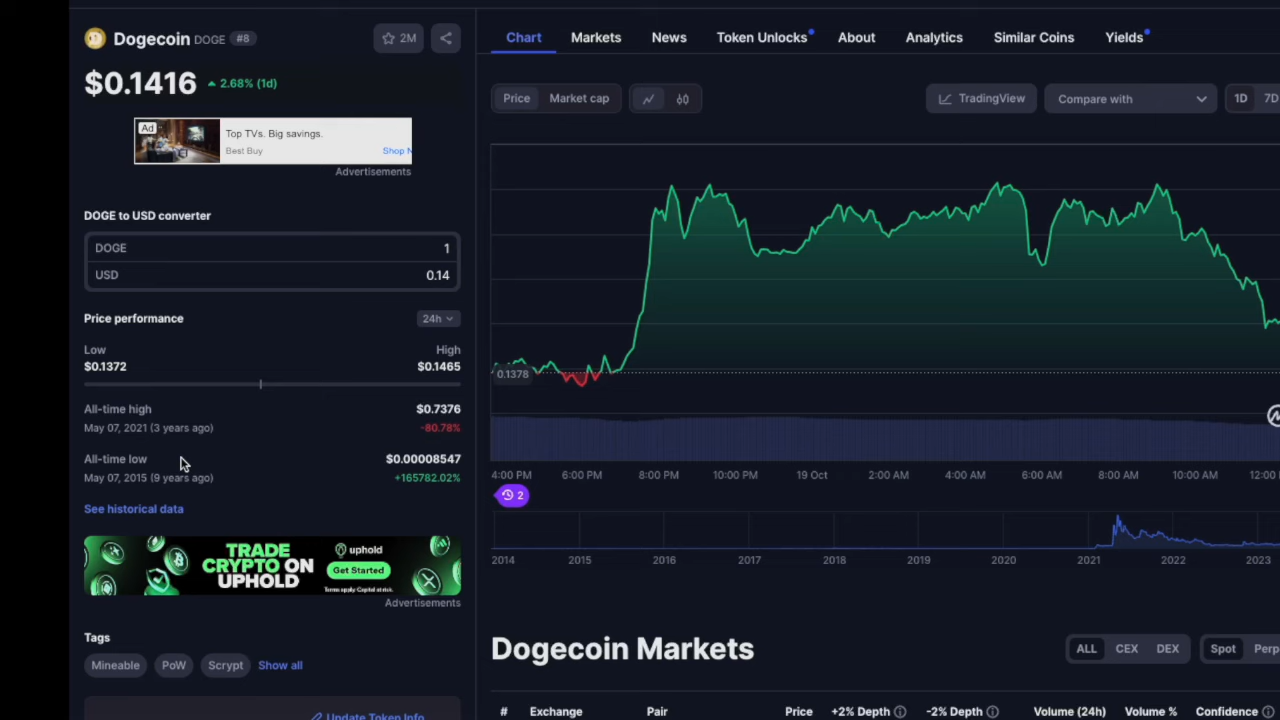 Dogecoin DOGE #8 2M
$0.1416 2.68% (1d)
Ad
Top TVs. Big savings.
Best Buy Shop
Advertisements
DOGE to USD converter
DOGE 1
USD 0.14
Price performance 24h
Low High
$0.1372 $0.1465
All-time high $0.7376
May 07, 2021 (3 years ago) -80.78%
All-time low $0.00008547
May 07, 2015 (9 years ago) +165782.02%
See historical data
TRADE
CRYPTO ON
UPHOLD
uphold
Get Started
Terms apply. Capital at risk.
Advertisements
Tags
Mineable PoW Scrypt Show all
Update Token Info
Chart Markets News Token Unlocks About Analytics Similar Coins Yields
Price Market cap TradingView Compare with 1D 7D
0.1378
4:00 PM 6:00 PM 8:00 PM 10:00 PM 19 Oct 2:00 AM 4:00 AM 6:00 AM 8:00 AM 10:00 AM 12:00
2
2014 2015 2016 2017 2018 2019 2020 2021 2022 2023
Dogecoin Markets ALL CEX DEX Spot Perp
# Exchange Pair Price +2% Depth -2% Depth Volume (24h) Volume % Confidence